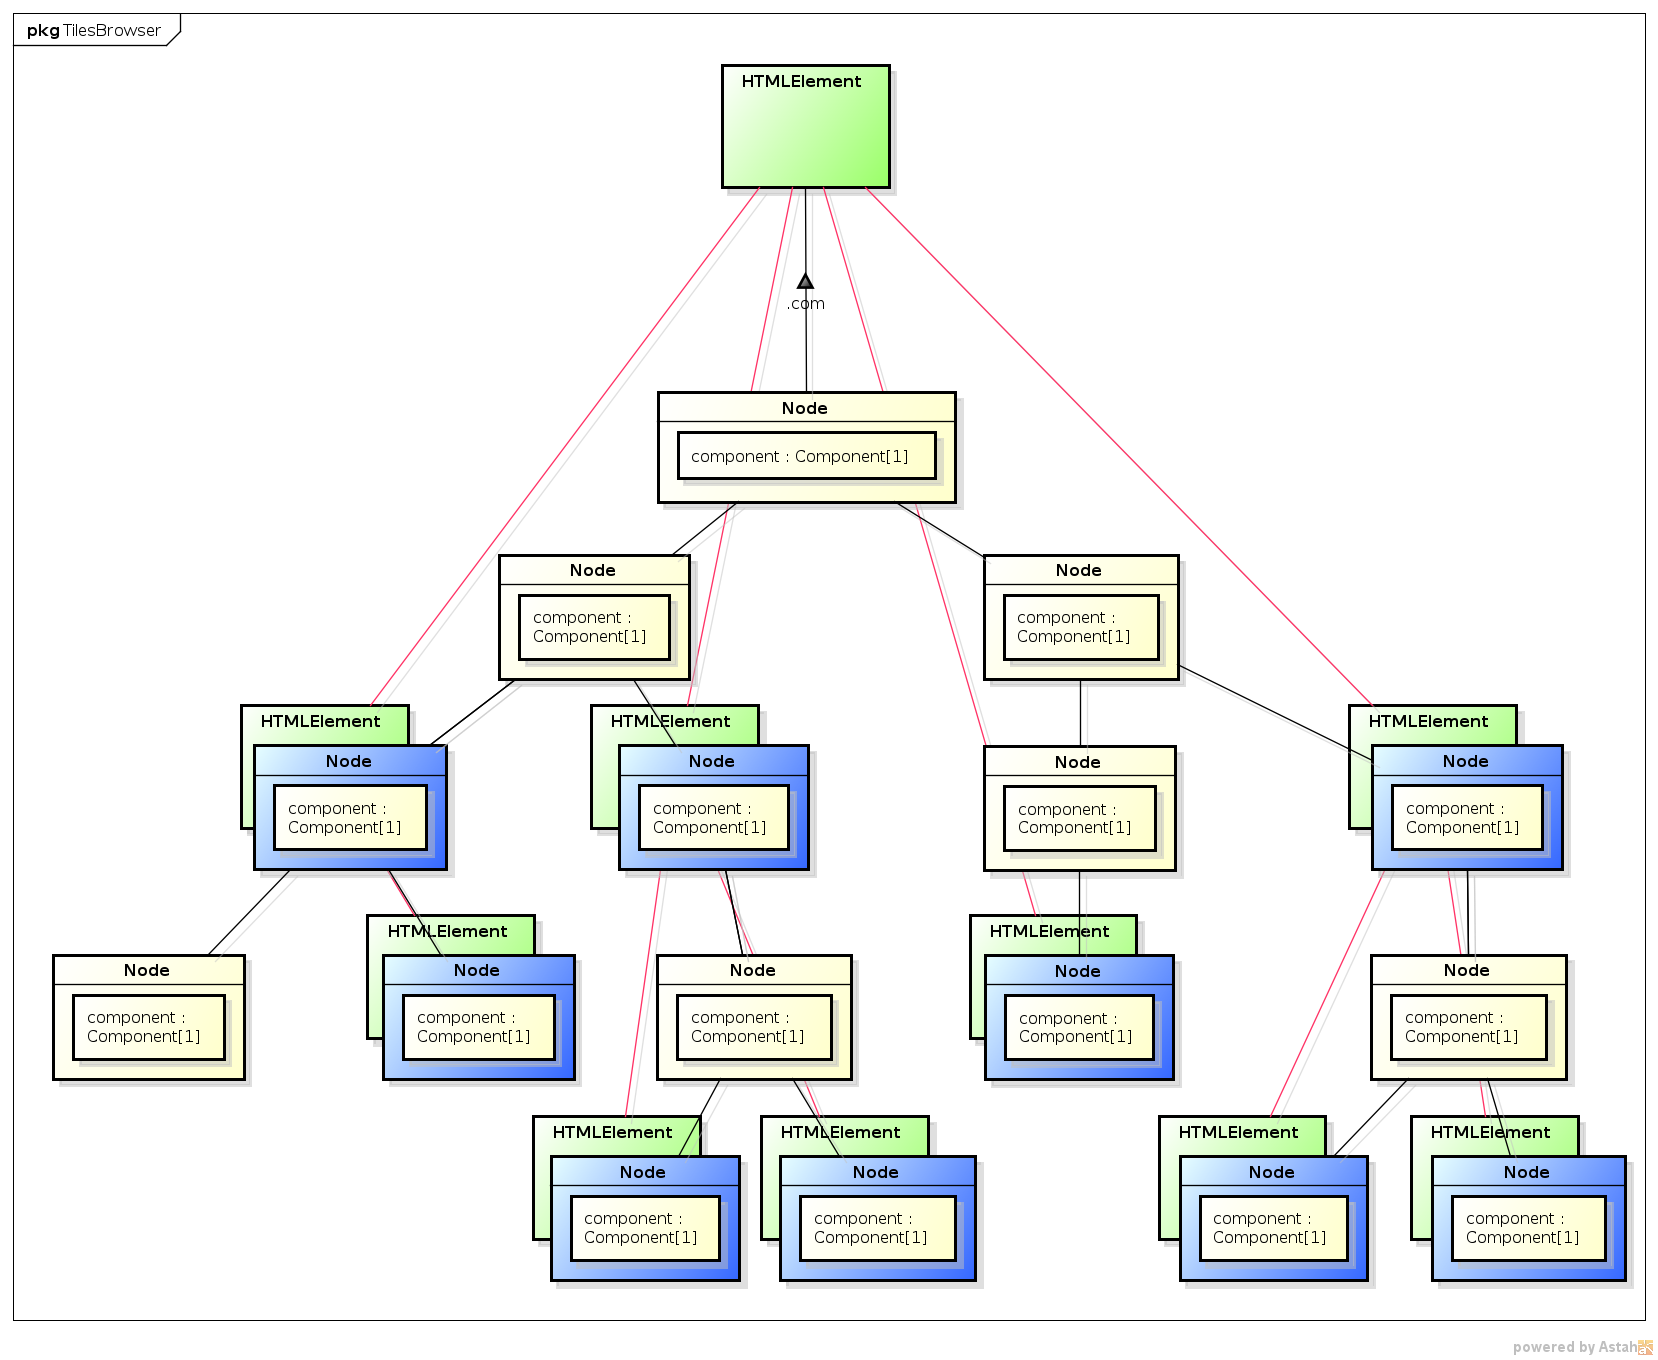 pkg TilesBrowser
HTMLElement
.com
Node
component : Component[1]
Node
component :
Component[1]
Node
component :
Component[1]
HTMLElement
Node
component :
Component[1]
HTMLElement
Node
component :
Component[1]
Node
component :
Component[1]
HTMLElement
Node
component :
Component[1]
Node
component :
Component[1]
HTMLElement
Node
component :
Component[1]
Node
component :
Component[1]
HTMLElement
Node
component :
Component[1]
Node
component :
Component[1]
HTMLElement
Node
component :
Component[1]
HTMLElement
Node
component :
Component[1]
HTMLElement
Node
component :
Component[1]
HTMLElement
Node
component :
Component[1]
powered by Astah